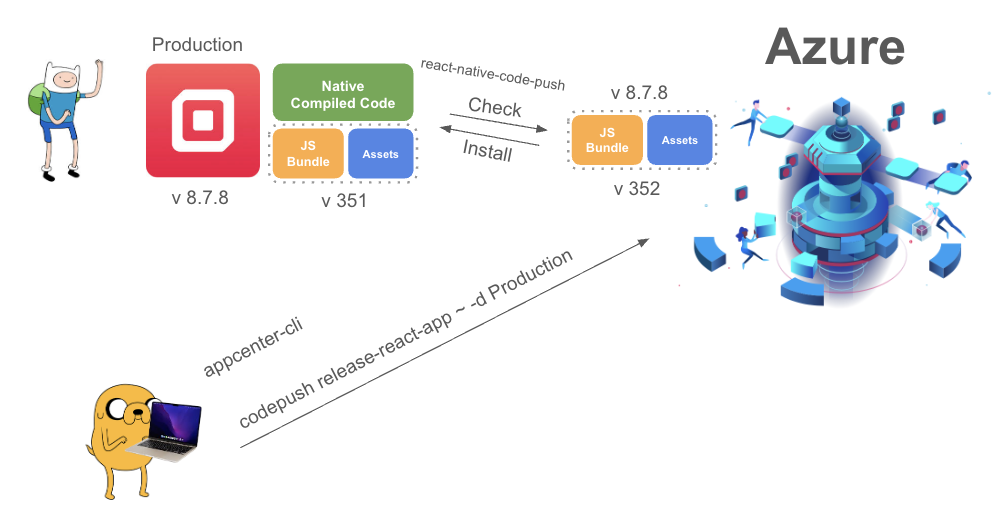 Azure
Production
react-native-code-push
Native
Compiled Code
v 8.7.8
Check
JS
Bundle
Assets
JS
Bundle
Assets
Install
v 8.7.8
v 351
v 352
appcenter-cli
codepush release-react-app ~ -d Production